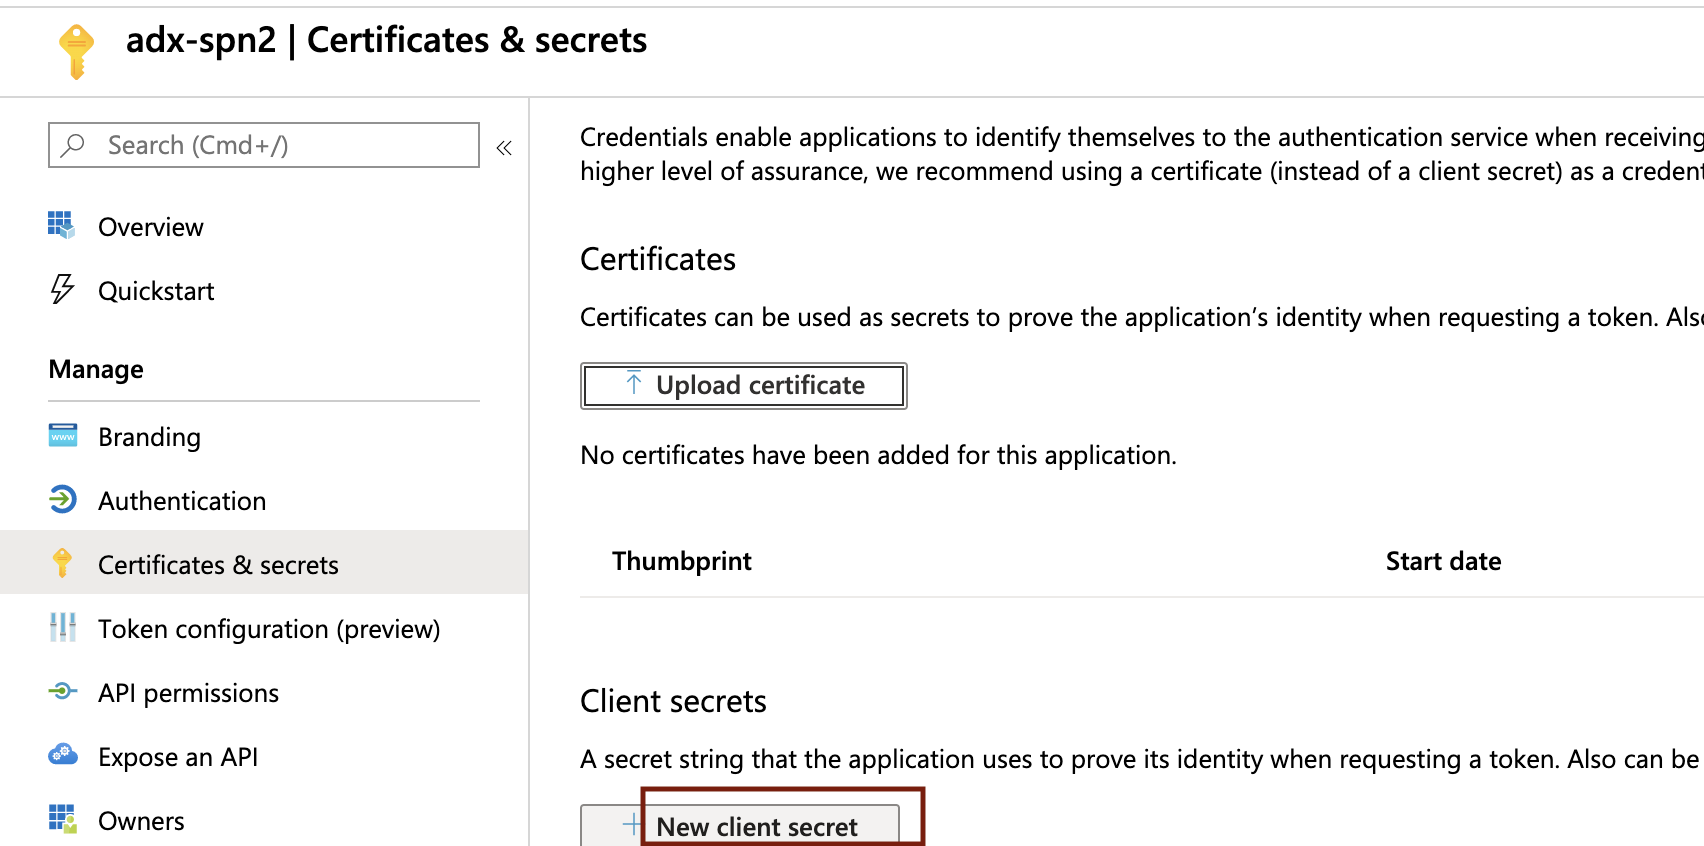 adx-spn2 | Certificates & secrets
Search (Cmd+/)
«
Overview
Quickstart
Manage
www
Branding
Authentication
Certificates & secrets
Token configuration (preview)
API permissions
Expose an API
Owners
Credentials enable applications to identify themselves to the authentication service when receiving
higher level of assurance, we recommend using a certificate (instead of a client secret) as a credent
Certificates
Certificates can be used as secrets to prove the application’s identity when requesting a token. Also
Upload certificate
No certificates have been added for this application.
Thumbprint Start date
Client secrets
A secret string that the application uses to prove its identity when requesting a token. Also can be
New client secret